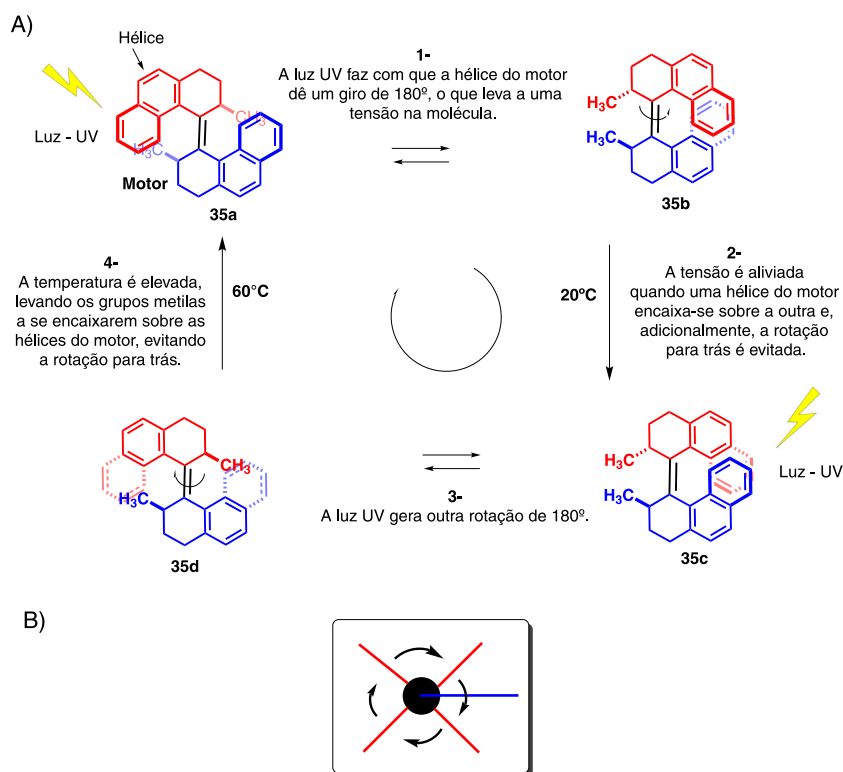 A)
Hélice
Luz - UV
CH₃
H₃C
Motor
35a
1-
A luz UV faz com que a hélice do motor
dê um giro de 180º, o que leva a uma
tensão na molécula.
H₃C
H₃C
35b
4-
A temperatura é elevada,
levando os grupos metilas
a se encaixarem sobre as
hélices do motor, evitando
a rotação para trás.
60°C
20ºC
2-
A tensão é aliviada
quando uma hélice do motor
encaixa-se sobre a outra e,
adicionalmente, a rotação
para trás é evitada.
CH₃
H₃C
35d
3-
A luz UV gera outra rotação de 180º.
H₃C
H₃C
35c
Luz - UV
B)